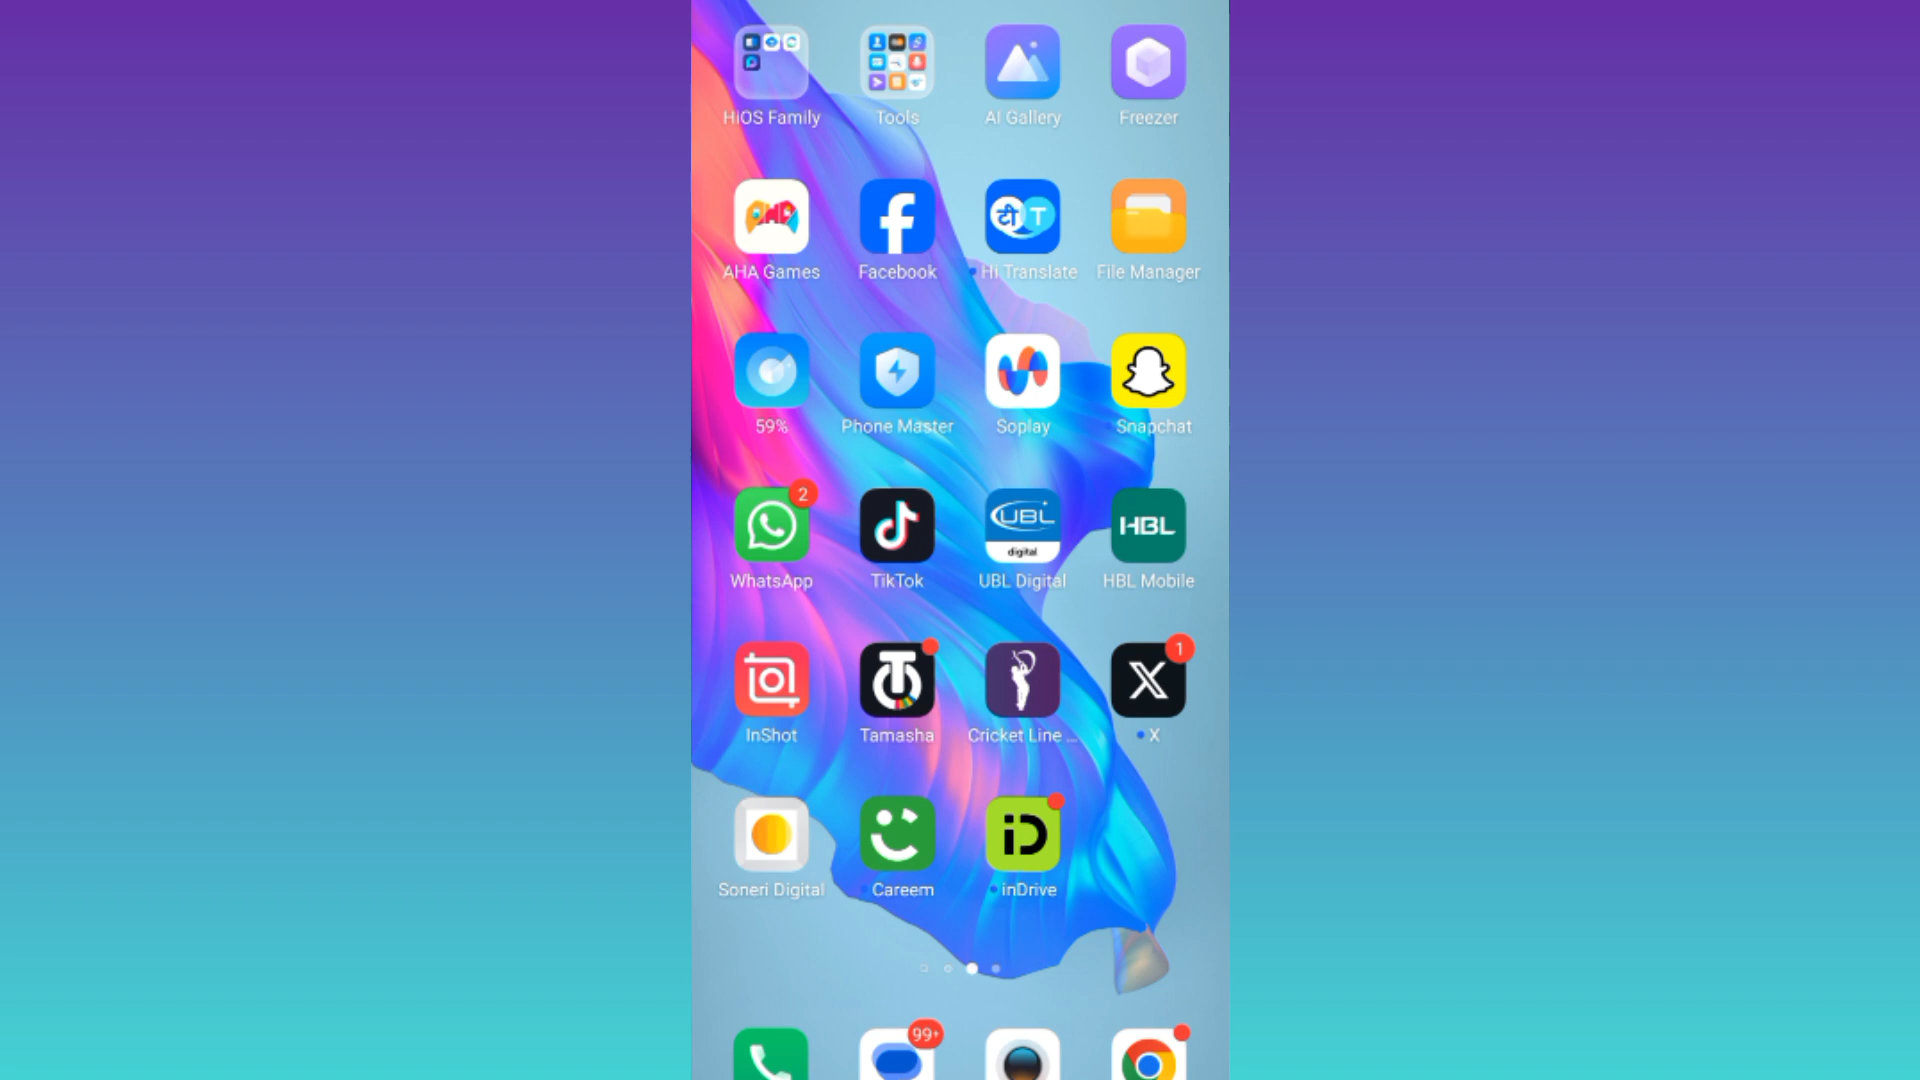 HiOS Family Tools AI Gallery Freezer
AHA
टी T
AHA Games Facebook Hi Translate File Manager
59% Phone Master Soplay Snapchat
2
UBL
digital
HBL
WhatsApp TikTok UBL Digital HBL Mobile
1
InShot Tamasha Cricket Line ... X
iD
Soneri Digital Careem inDrive
99+